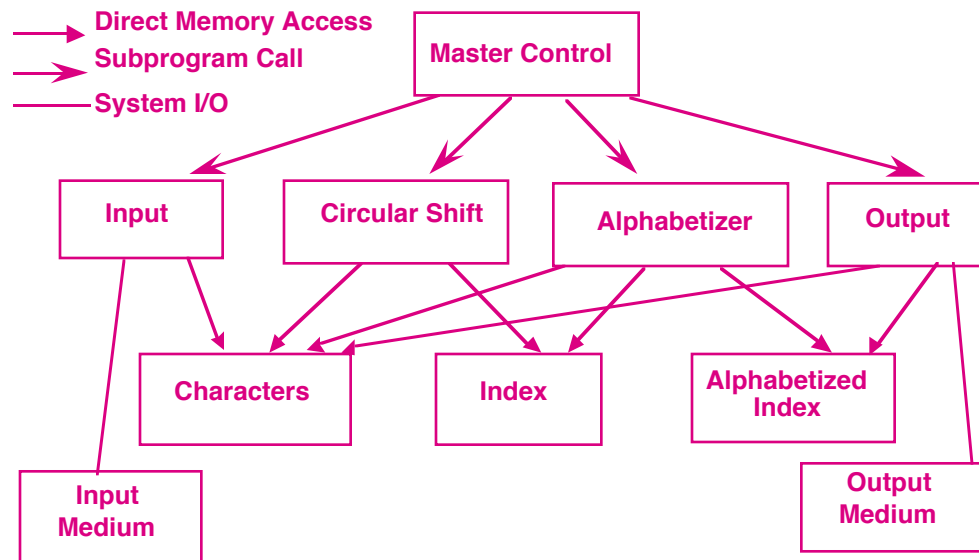 Direct Memory Access
Subprogram Call
System I/O
Master Control
Input
Circular Shift
Alphabetizer
Output
Characters
Index
Alphabetized
Index
Input
Medium
Output
Medium